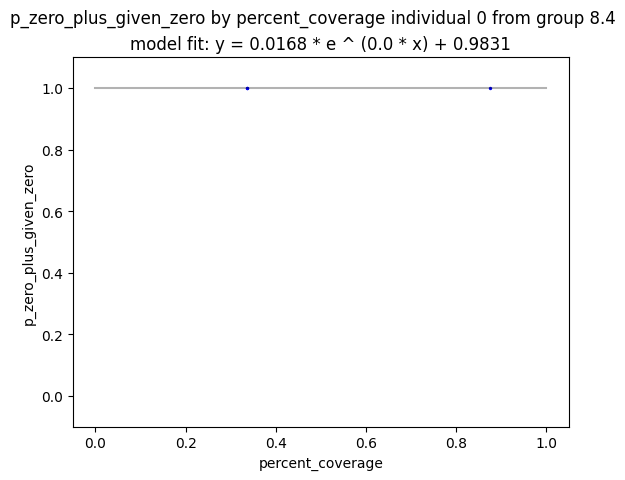 p_zero_plus_given_zero by percent_coverage individual 0 from group 8.4
model fit: y = 0.0168 * e ^ (0.0 * x) + 0.9831
1.0
0.8
0.6
0.4
0.2
0.0
p_zero_plus_given_zero
0.0 0.2 0.4 0.6 0.8 1.0
percent_coverage